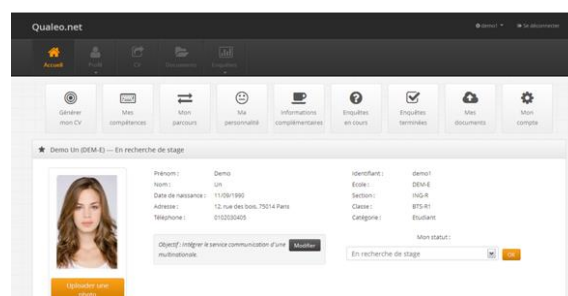 Qualeo.net
demo1 Se déconnecter
Accueil Profil CV Documents Enquêtes
Générer mon CV
Mes compétences
Mon parcours
Ma personnalité
Informations complémentaires
Enquêtes en cours
Enquêtes terminées
Mes documents
Mon compte
Demo Un (DEM-E) — En recherche de stage
Prénom : Demo
Nom : Un
Date de naissance : 11/09/1990
Adresse : 12, rue des bois, 75014 Paris
Téléphone : 0102030405
Identifiant : demo1
Ecole : DEM-E
Section : ING-R
Classe : BTS-R1
Catégorie : Etudiant
Objectif : Intégrer le service communication d'une
multinationale.
Modifier
Mon statut :
En recherche de stage
OK
Uploader une
photo